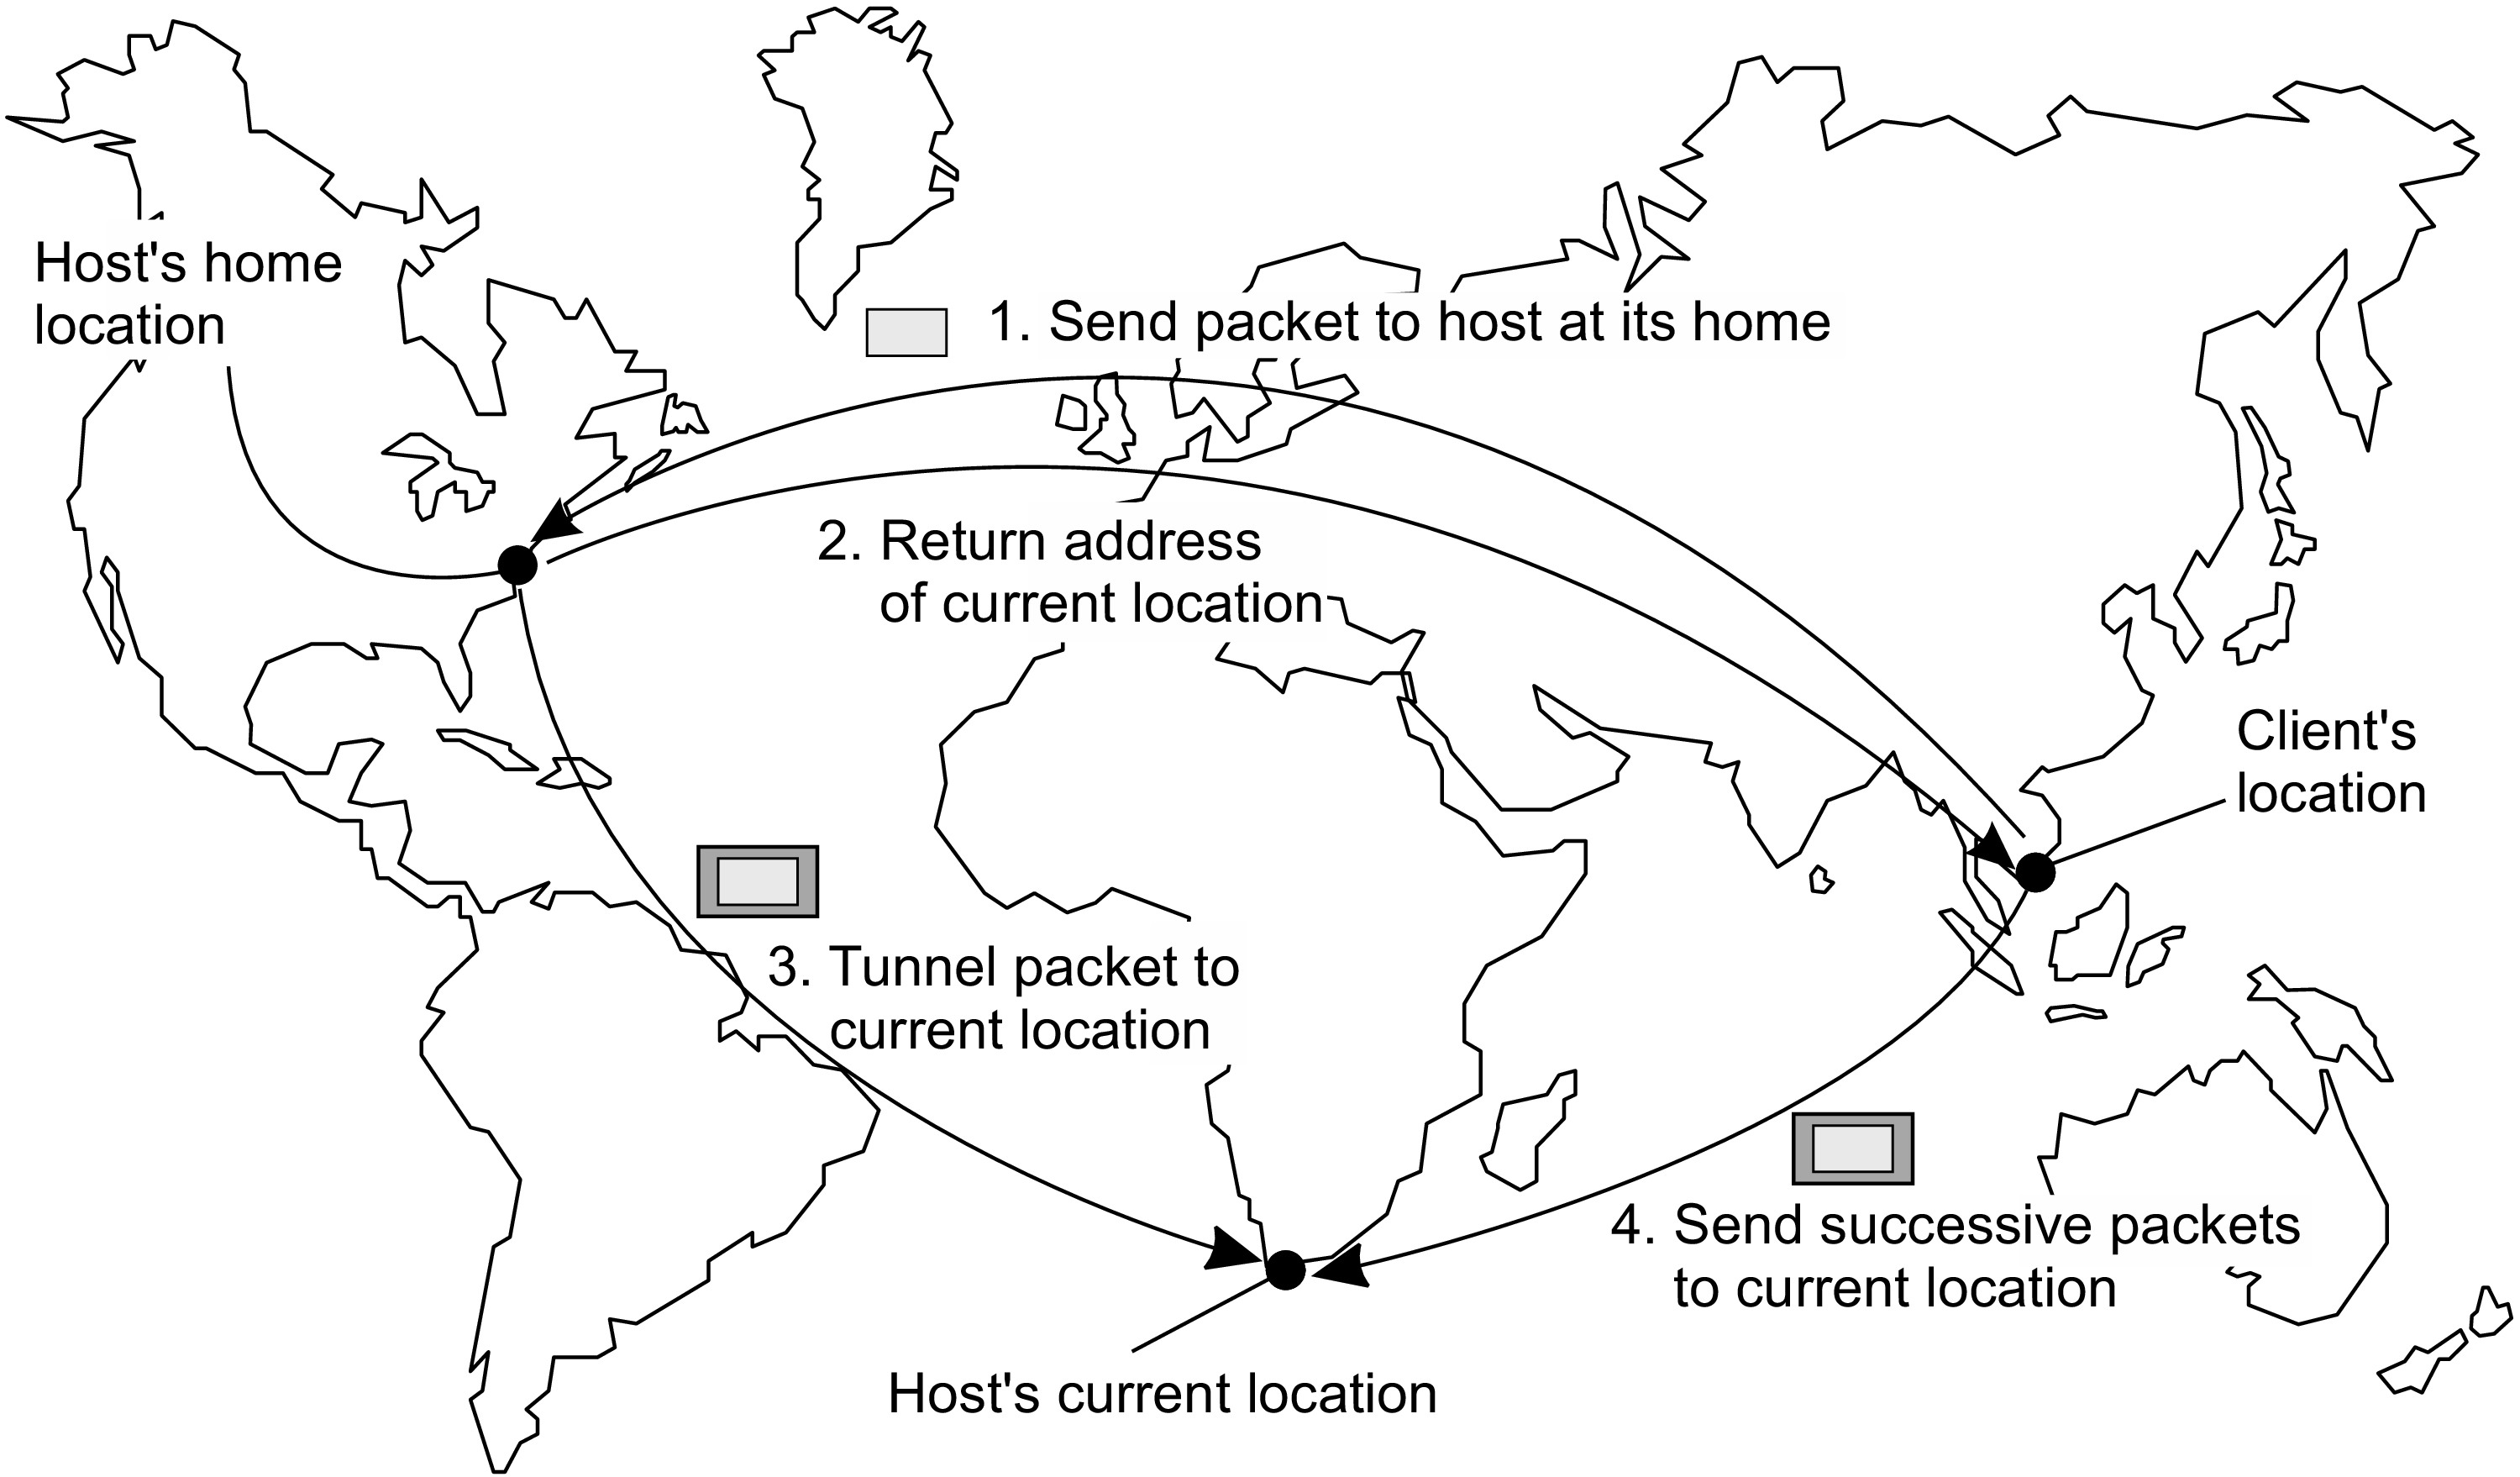 Host's home
location
1. Send packet to host at its home
2. Return address
of current location
Client's
location
3. Tunnel packet to
current location
4. Send successive packets
to current location
Host's current location